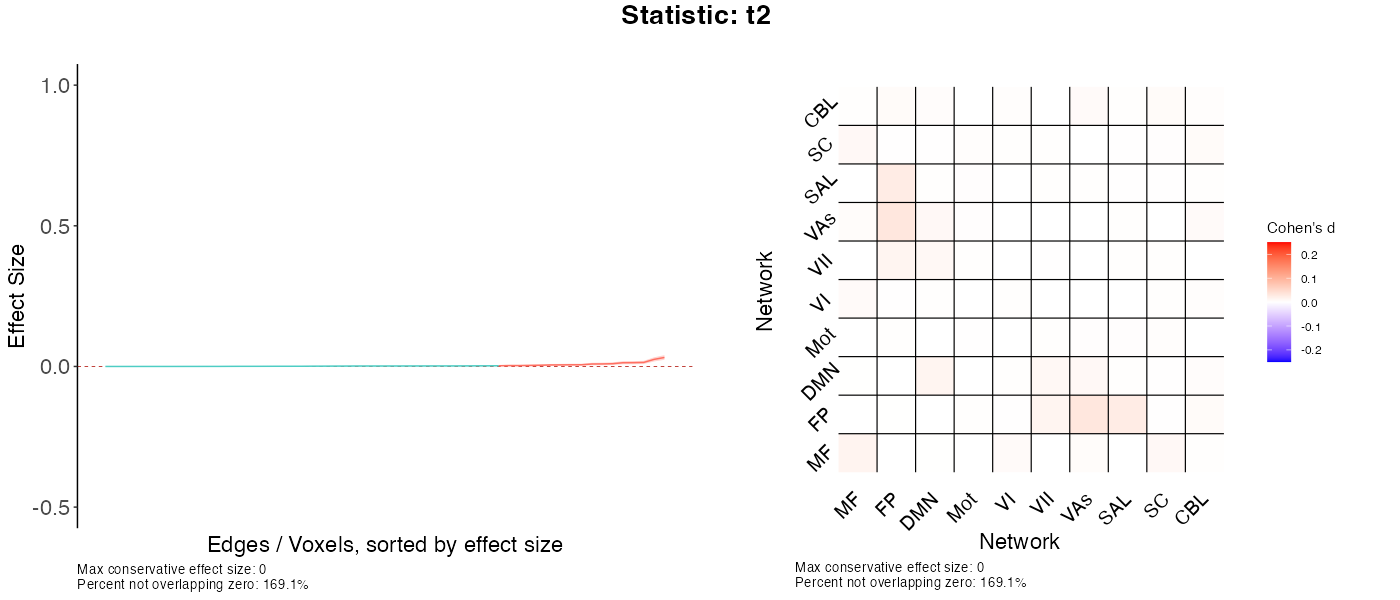 Statistic: t2
1.0
0.5
0.0
-0.5
Effect Size
Edges / Voxels, sorted by effect size
Max conservative effect size: 0
Percent not overlapping zero: 169.1%
Network
CBL
SC
SAL
VAs
VII
VI
Mot
DMN
FP
MF
MF FP DMN Mot VI VII VAs SAL SC CBL
Network
Max conservative effect size: 0
Percent not overlapping zero: 169.1%
Cohen's d
0.2
0.1
0.0
-0.1
-0.2